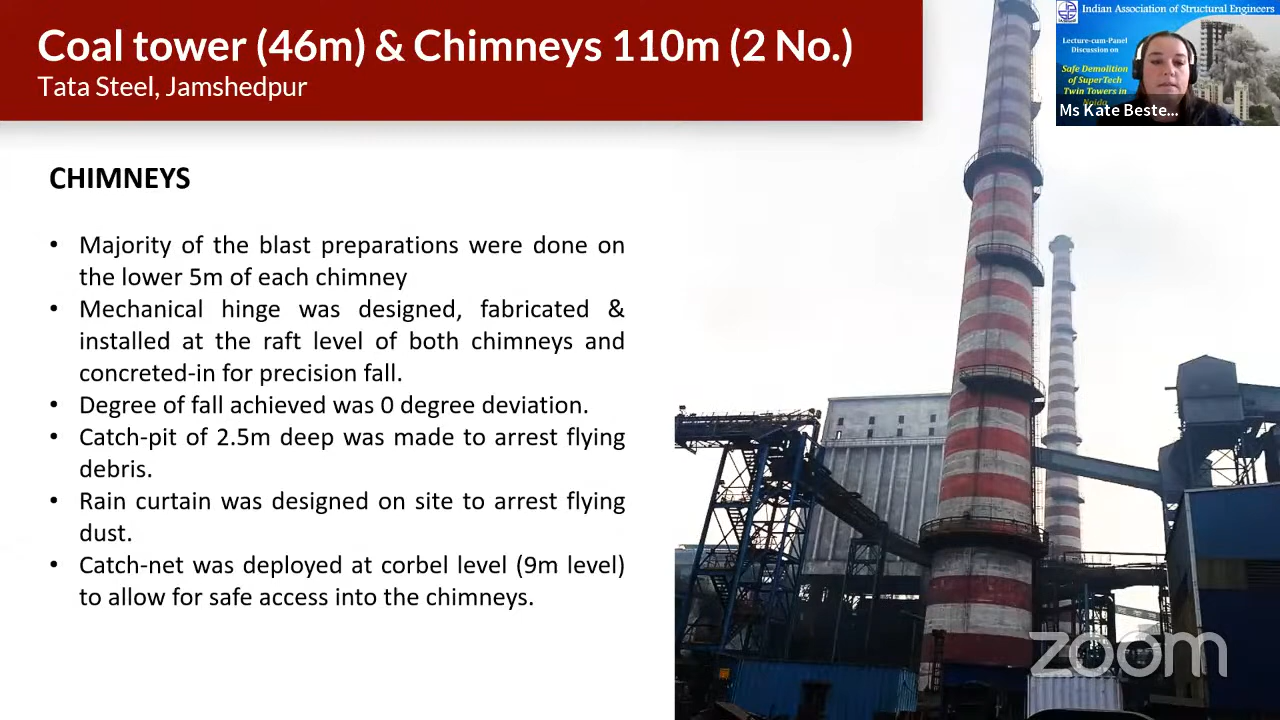 Coal tower (46m) & Chimneys 110m (2 No.)
Tata Steel, Jamshedpur
Indian Association of Structural Engineers
Lecture-cum-Panel
Discussion on
Safe Demolition
of SuperTech
Twin Towers in
Noida
Ms Kate Beste...
CHIMNEYS
• Majority of the blast preparations were done on
the lower 5m of each chimney
• Mechanical hinge was designed, fabricated &
installed at the raft level of both chimneys and
concreted-in for precision fall.
• Degree of fall achieved was 0 degree deviation.
• Catch-pit of 2.5m deep was made to arrest flying
debris.
• Rain curtain was designed on site to arrest flying
dust.
• Catch-net was deployed at corbel level (9m level)
to allow for safe access into the chimneys.
zoom